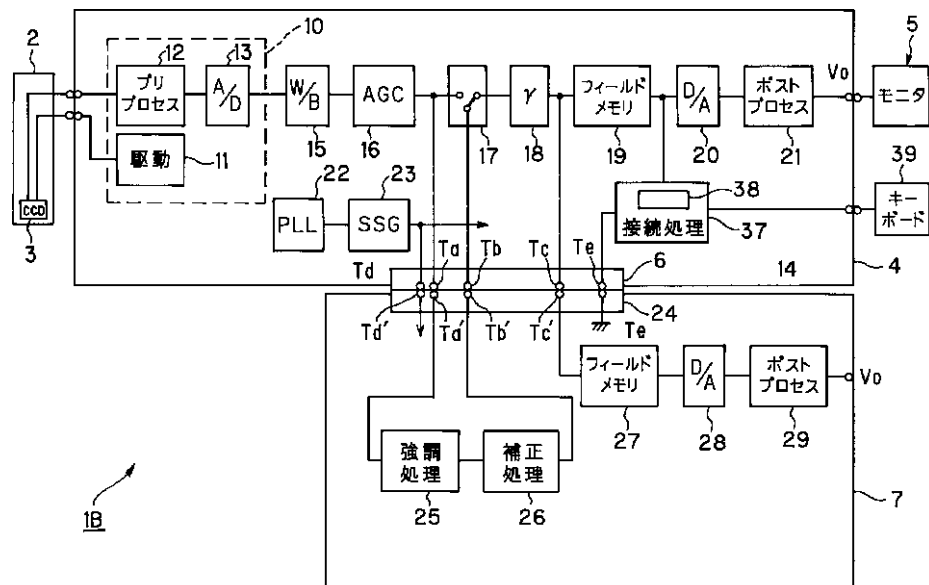 2
10
12
13
5
プリ
プロセス
A/D
W/B
AGC
γ
フィールド
メモリ
D/A
ポスト
プロセス
Vo
モニタ
15
16
17
18
19
20
21
39
駆動
11
22
23
38
キー
ボード
CCD
3
PLL
SSG
接続処理
37
Td
Ta
Tb
Tc
Te
6
14
4
Td'
Ta'
Tb'
Tc'
Te
24
フィールド
メモリ
D/A
ポスト
プロセス
Vo
27
28
29
強調
処理
補正
処理
7
25
26
1B